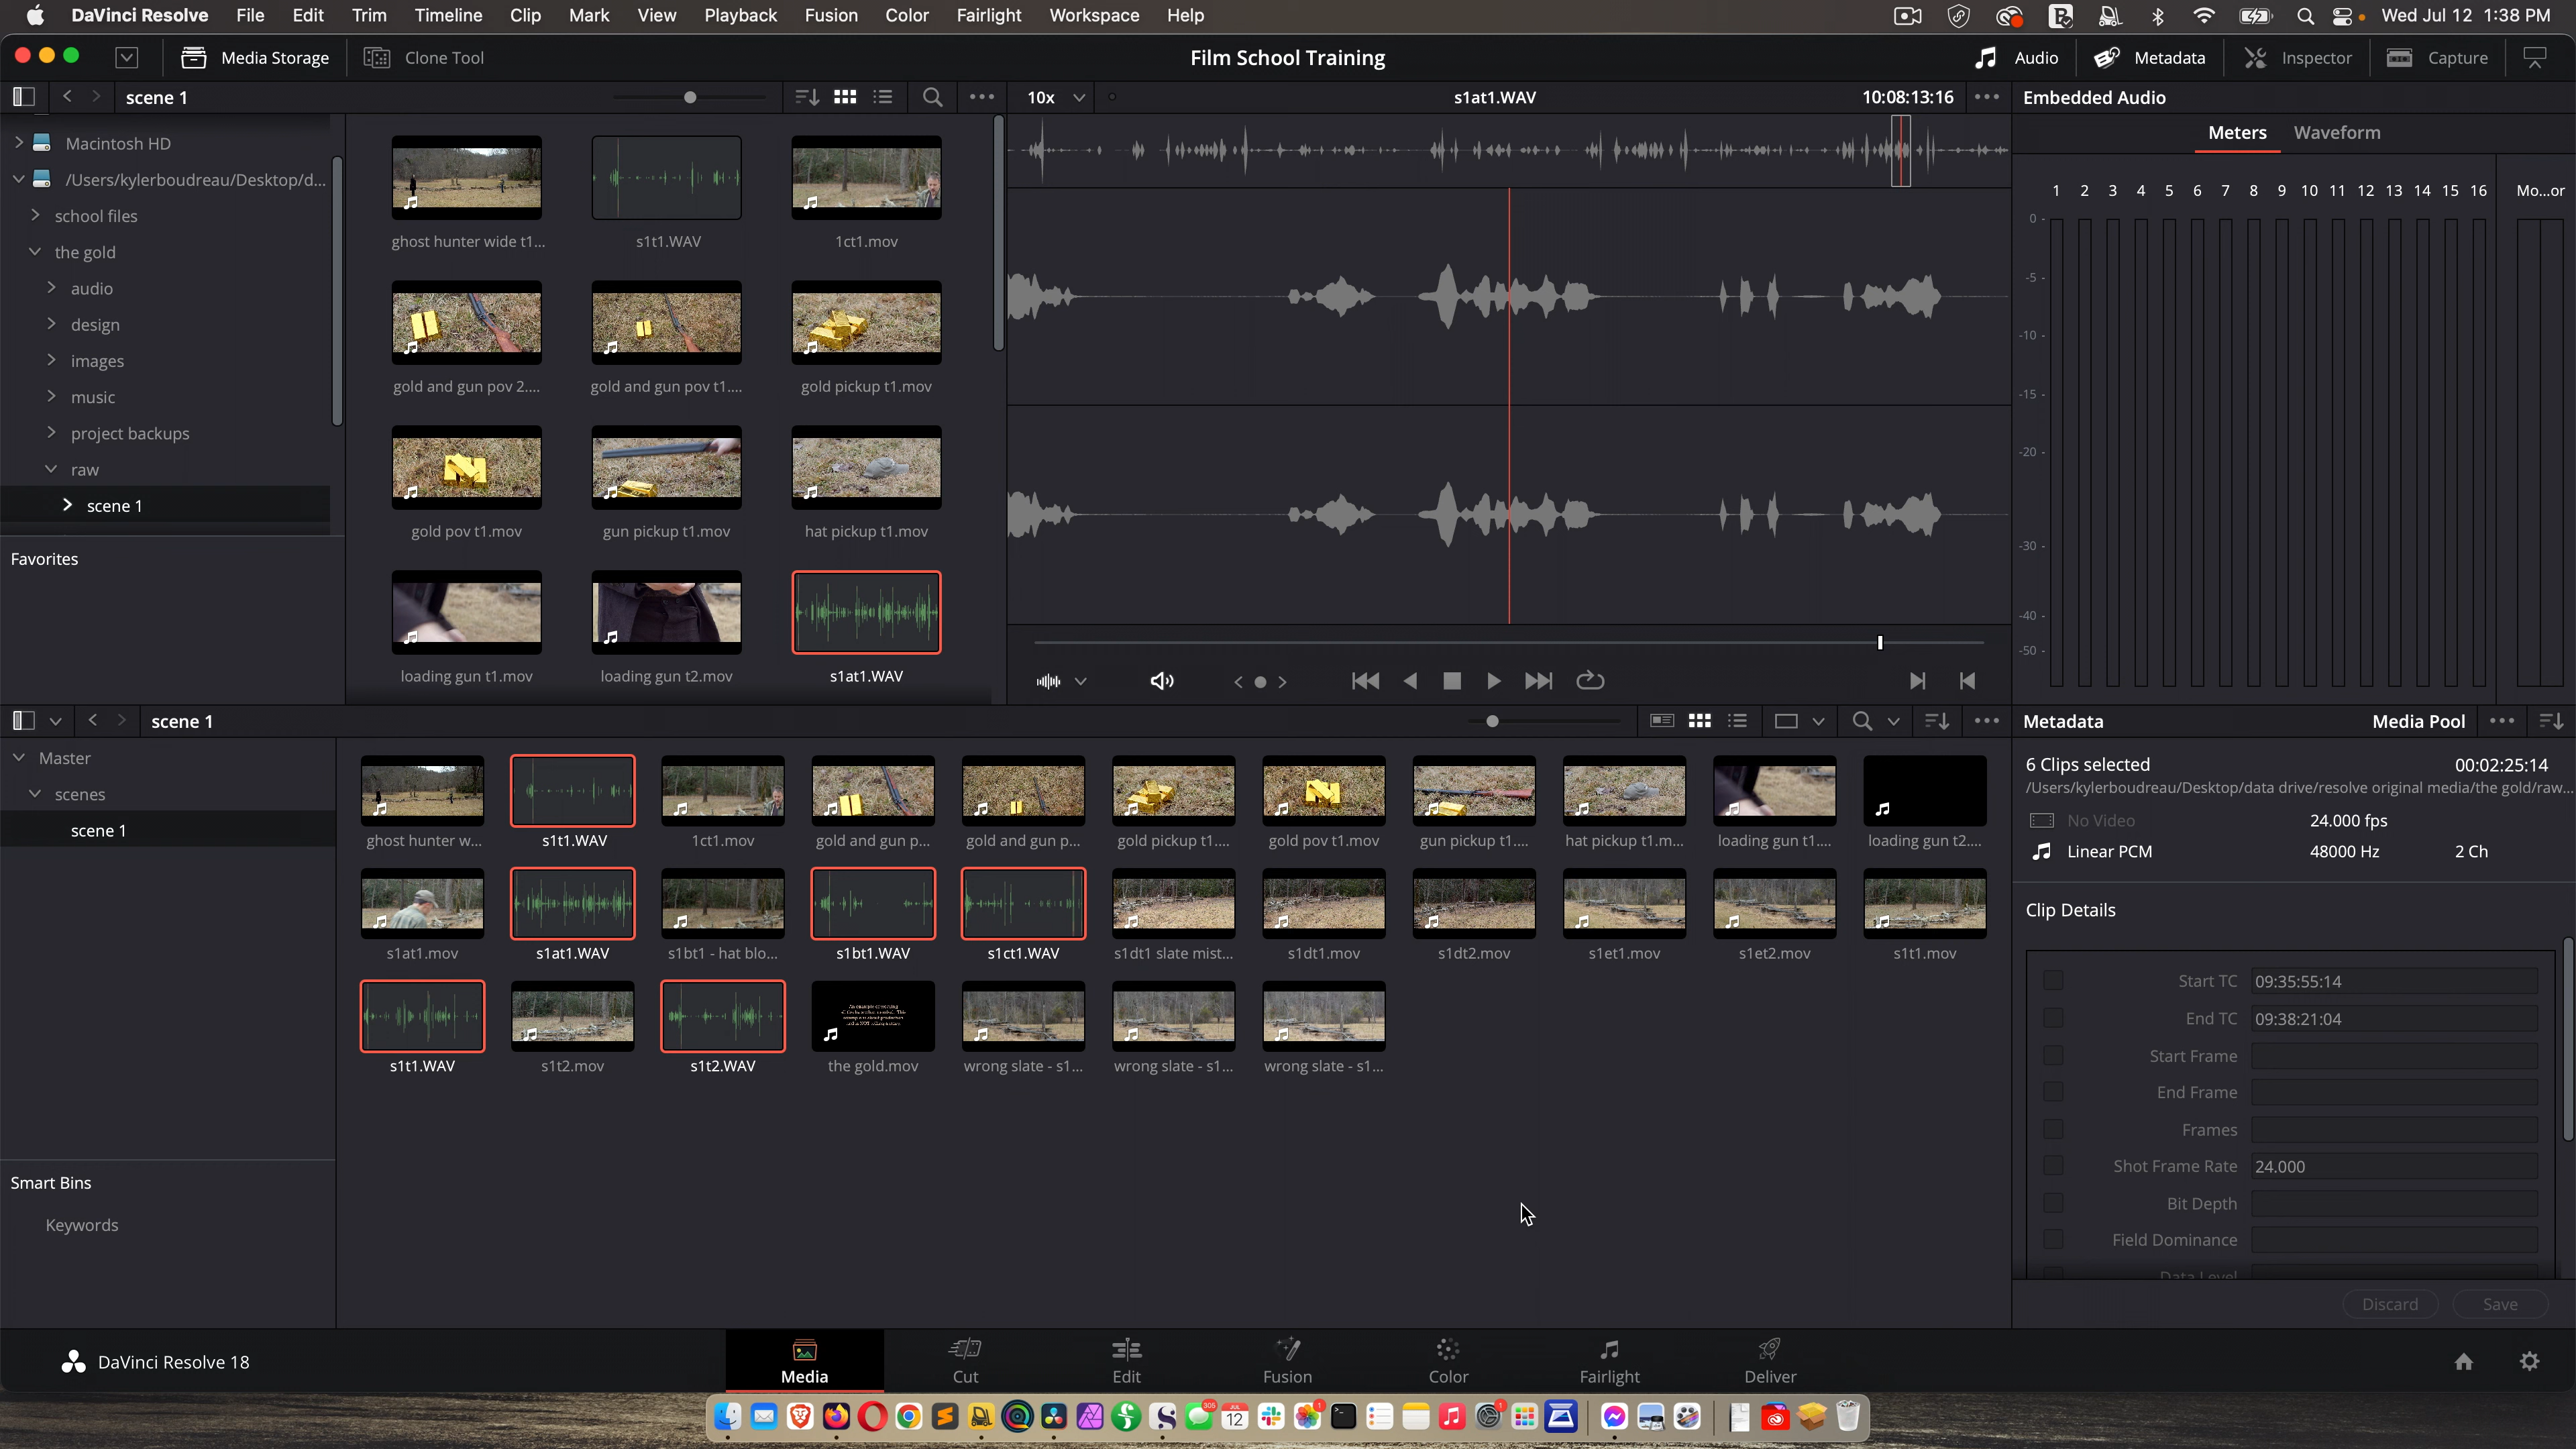 DaVinci Resolve File Edit Trim Timeline Clip Mark View Playback Fusion Color Fairlight Workspace Help Wed Jul 12 1:38 PM
Media Storage Clone Tool Film School Training Audio Metadata Inspector Capture
scene 1 10x s1at1.WAV 10:08:13:16 Embedded Audio
Meters Waveform
Macintosh HD
/Users/kylerboudreau/Desktop/d...
school files
the gold
audio
design
images
music
project backups
raw
scene 1
Favorites
ghost hunter wide t1... s1t1.WAV 1ct1.mov
gold and gun pov 2.... gold and gun pov t1.... gold pickup t1.mov
gold pov t1.mov gun pickup t1.mov hat pickup t1.mov
loading gun t1.mov loading gun t2.mov s1at1.WAV
1 2 3 4 5 6 7 8 9 10 11 12 13 14 15 16 Mo...or
0 -
-5 -
-10 -
-15 -
-20 -
-30 -
-40 -
-50 -
scene 1 Metadata Media Pool
Master
scenes
scene 1
Smart Bins
Keywords
ghost hunter w... s1t1.WAV 1ct1.mov gold and gun p... gold and gun p... gold pickup t1.... gold pov t1.mov gun pickup t1.... hat pickup t1.m... loading gun t1.... loading gun t2....
s1at1.mov s1at1.WAV s1bt1 - hat blo... s1bt1.WAV s1ct1.WAV s1dt1 slate mist... s1dt1.mov s1dt2.mov s1et1.mov s1et2.mov s1t1.mov
s1t1.WAV s1t2.mov s1t2.WAV the gold.mov wrong slate - s1... wrong slate - s1... wrong slate - s1...
6 Clips selected 00:02:25:14
/Users/kylerboudreau/Desktop/data drive/resolve original media/the gold/raw...
No Video 24.000 fps
Linear PCM 48000 Hz 2 Ch
Clip Details
Start TC 09:35:55:14
End TC 09:38:21:04
Start Frame
End Frame
Frames
Shot Frame Rate 24.000
Bit Depth
Field Dominance
Data Level
Discard Save
DaVinci Resolve 18 Media Cut Edit Fusion Color Fairlight Deliver
305 JUL 12 1 1